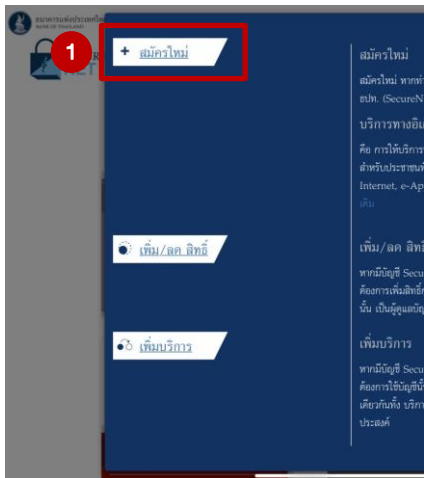 ธนาคารแห่งประเทศไทย
BANK OF THAILAND
1
+ สมัครใหม่
สมัครใหม่
สมัครใหม่ หากท่า
ธปท. (SecureN
บริการทางอิเ
คือ การให้บริการ
สำหรับประชาชนทั
Internet, e-Ap
เติม
เพิ่ม/ลด สิทธิ์
เพิ่ม/ลด สิทธิ
หากมีบัญชี Secu
ต้องการเพิ่มสิทธิ์
นั้น เป็นผู้ดูแลบัญ
เพิ่มบริการ
เพิ่มบริการ
หากมีบัญชี Secu
ต้องการใช้บัญชีนี้
เดียวกันทั้ง บริกา
ประสงค์